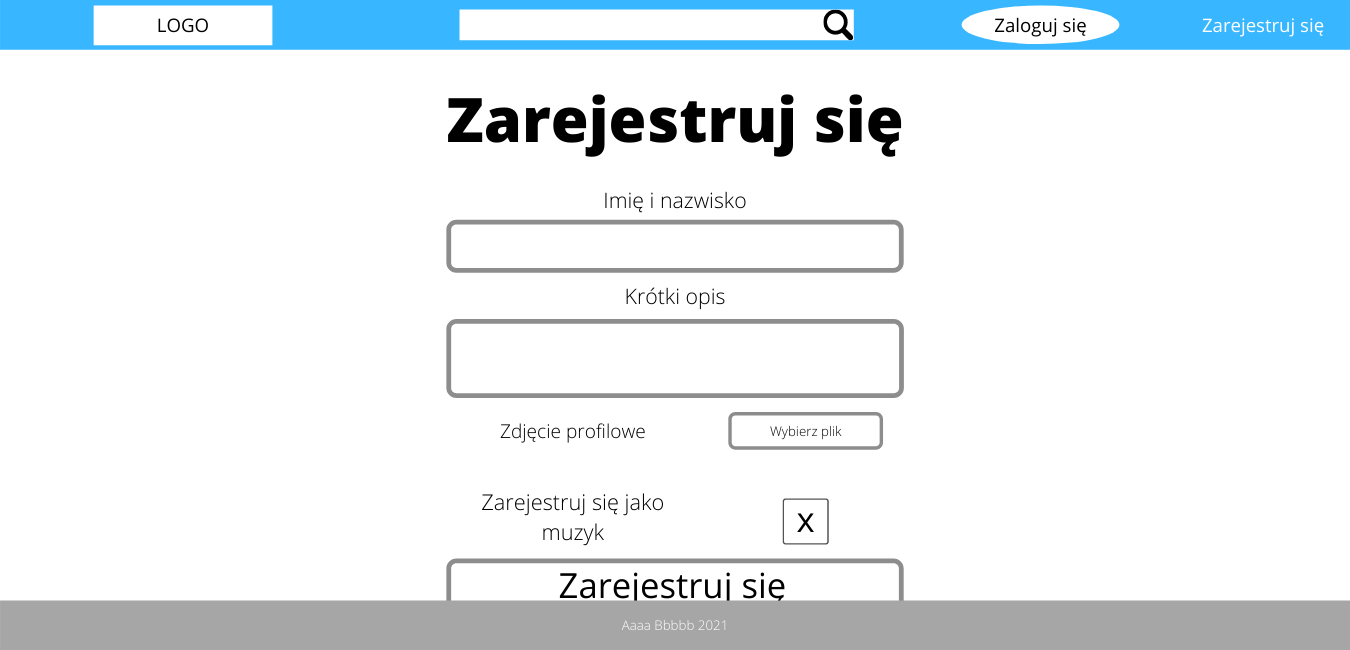 LOGO
Zaloguj się
Zarejestruj się
Zarejestruj się
Imię i nazwisko
Krótki opis
Zdjęcie profilowe
Wybierz plik
Zarejestruj się jako
muzyk
X
Zarejestruj się
Aaaa Bbbbb 2021